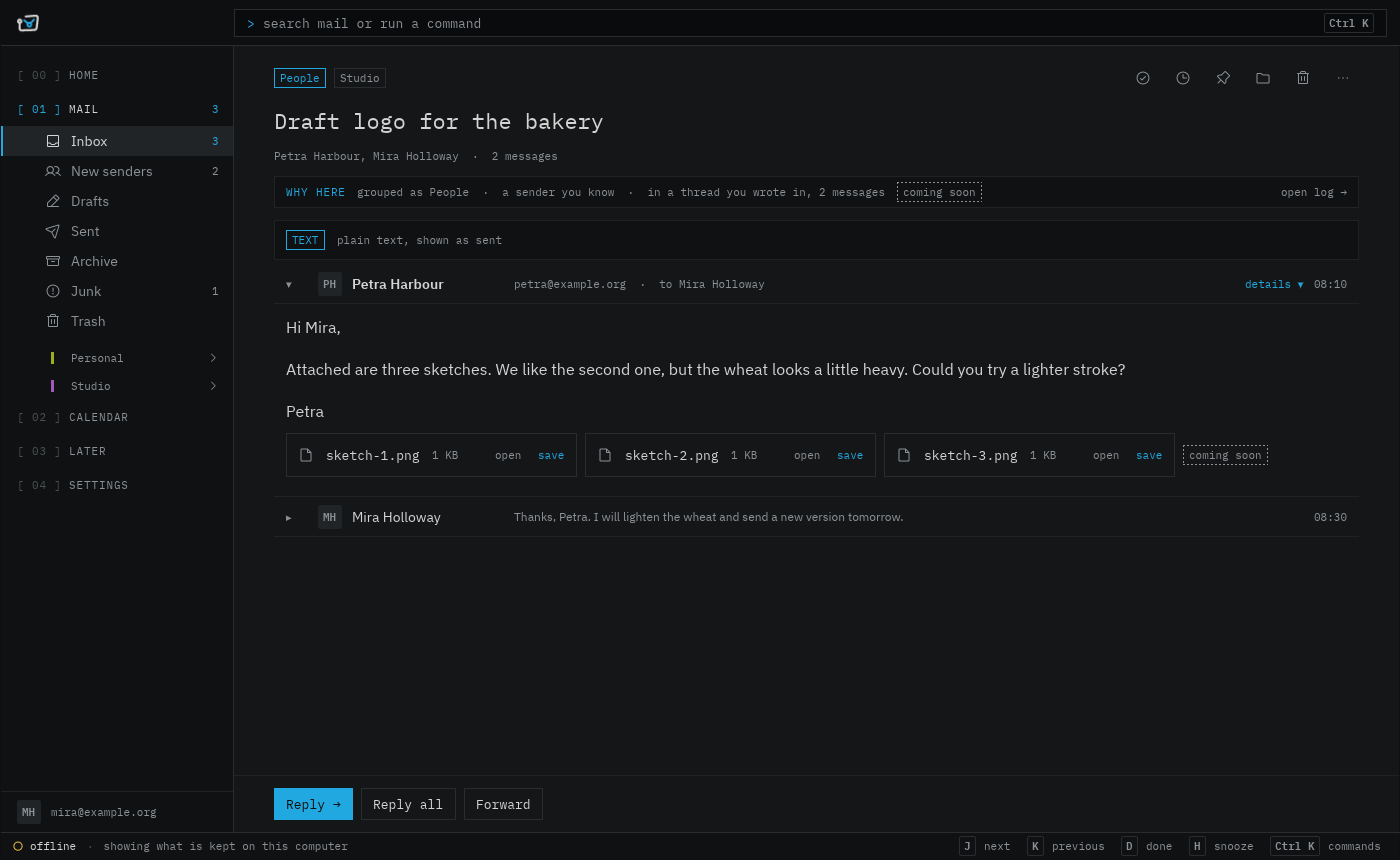 > search mail or run a command Ctrl K
[ 00 ] HOME
[ 01 ] MAIL 3
Inbox 3
New senders 2
Drafts
Sent
Archive
Junk 1
Trash
Personal
Studio
[ 02 ] CALENDAR
[ 03 ] LATER
[ 04 ] SETTINGS
MH mira@example.org
People Studio
Draft logo for the bakery
Petra Harbour, Mira Holloway · 2 messages
WHY HERE grouped as People · a sender you know · in a thread you wrote in, 2 messages coming soon open log →
TEXT plain text, shown as sent
▾ PH Petra Harbour petra@example.org · to Mira Holloway details ▾ 08:10
Hi Mira,
Attached are three sketches. We like the second one, but the wheat looks a little heavy. Could you try a lighter stroke?
Petra
sketch-1.png 1 KB open save sketch-2.png 1 KB open save sketch-3.png 1 KB open save coming soon
▸ MH Mira Holloway Thanks, Petra. I will lighten the wheat and send a new version tomorrow. 08:30
Reply → Reply all Forward
offline · showing what is kept on this computer J next K previous D done H snooze Ctrl K commands